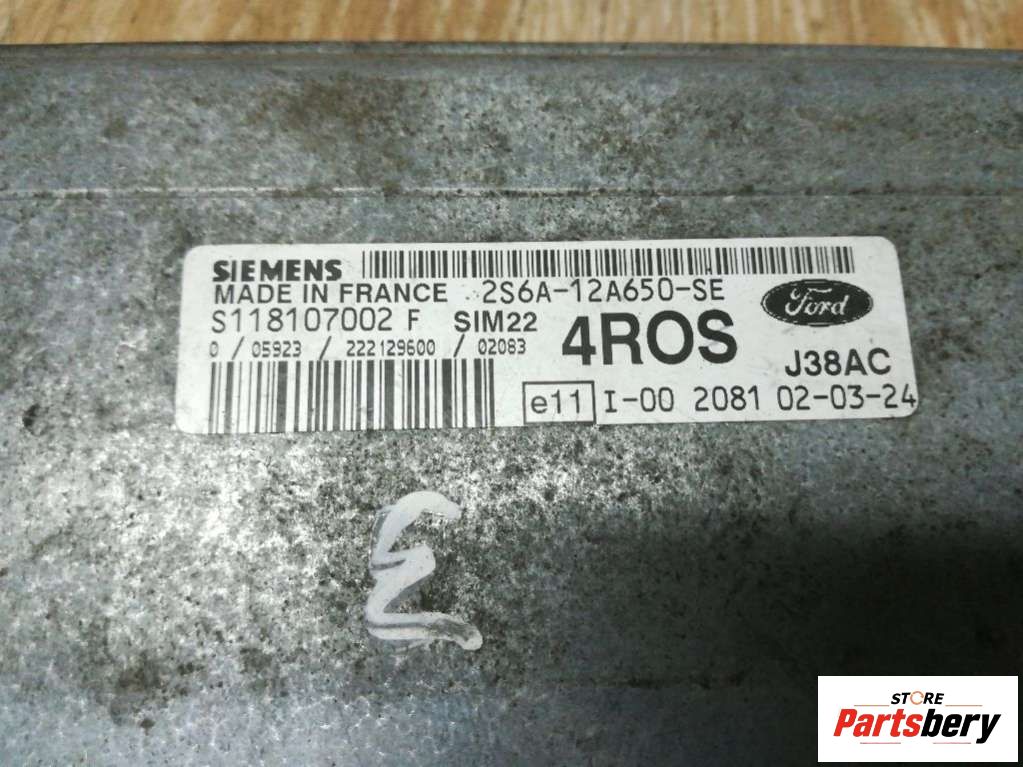 SIEMENS
MADE IN FRANCE 2S6A-12A650-SE
Ford
S118107002 F SIM22 4ROS J38AC
0 / 05923 / 222129600 / 02083
e11 I-00 2081 02-03-24
STORE
Partsbery